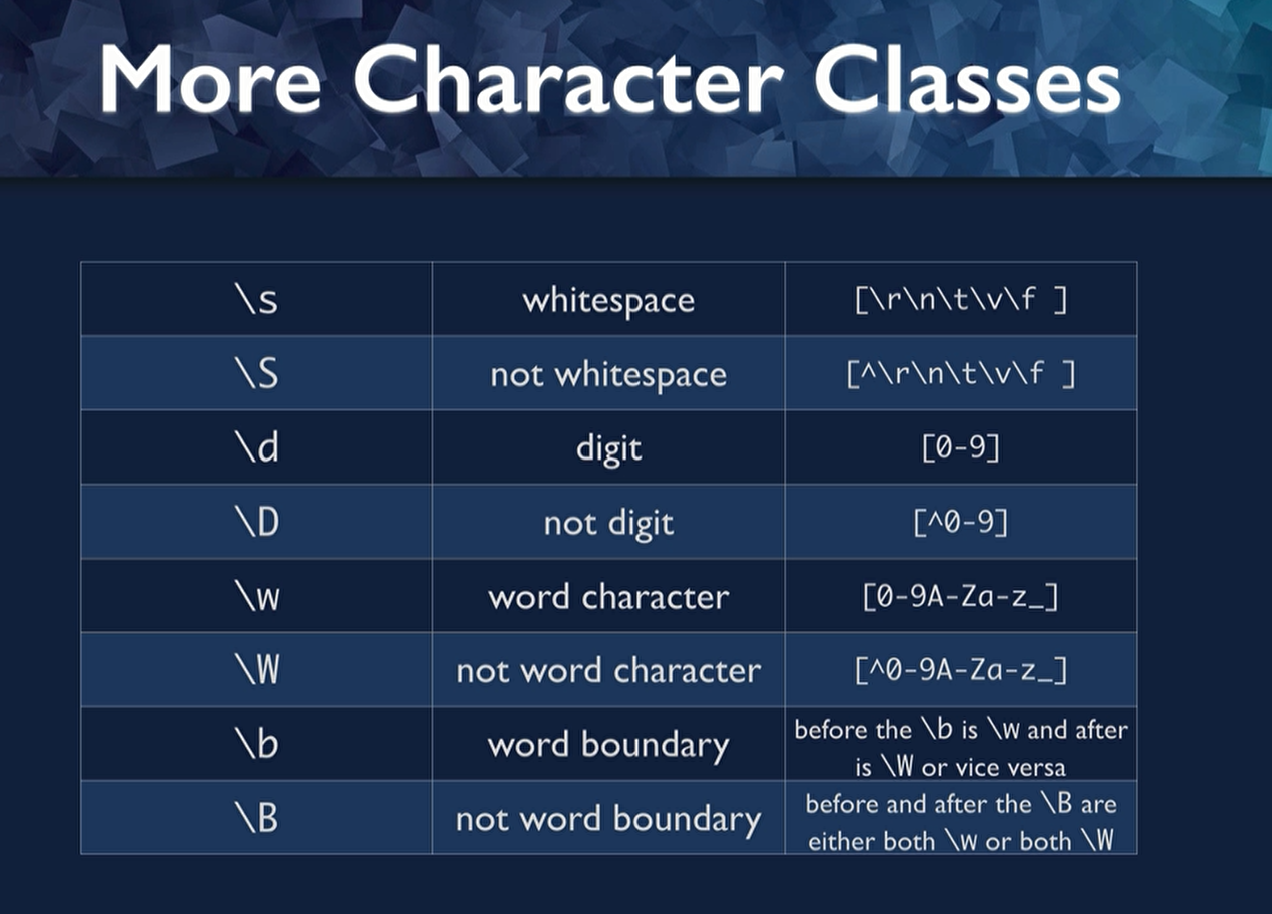 More Character Classes
\s whitespace [\r\n\t\v\f ]
\S not whitespace [^\r\n\t\v\f ]
\d digit [0-9]
\D not digit [^0-9]
\w word character [0-9A-Za-z_]
\W not word character [^0-9A-Za-z_]
\b word boundary before the \b is \w and after
is \W or vice versa
\B not word boundary before and after the \B are
either both \w or both \W